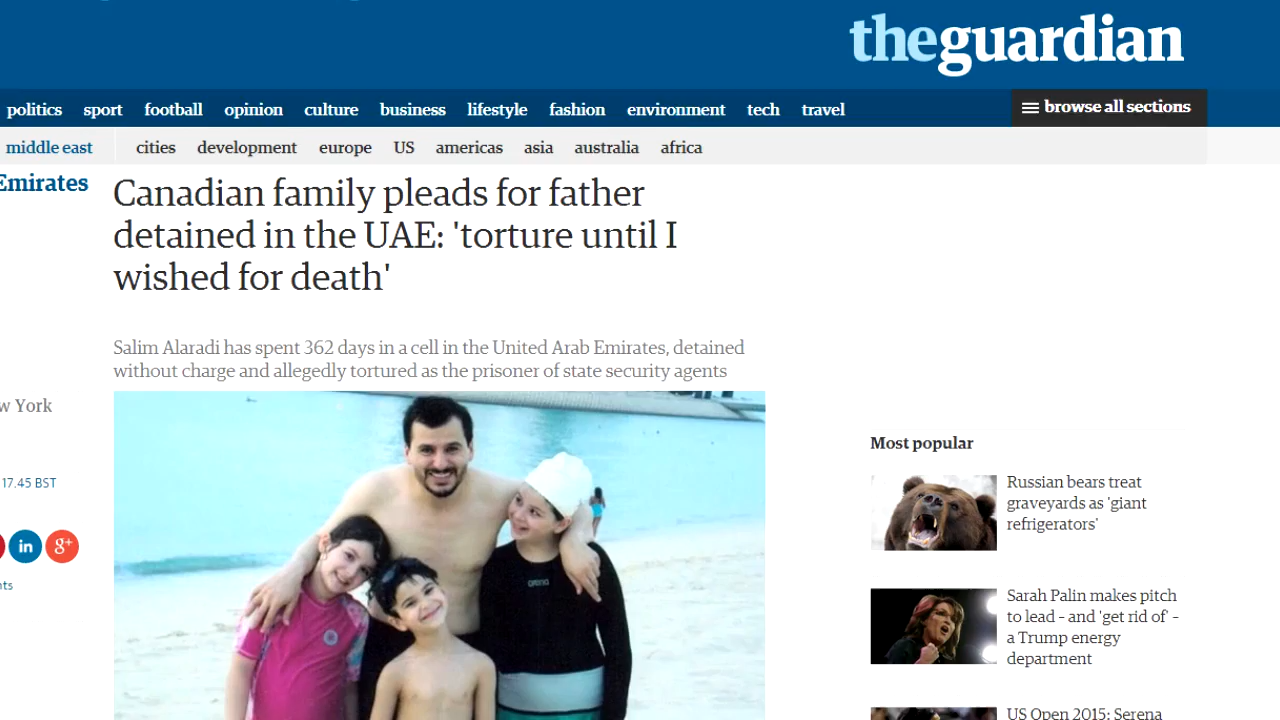 theguardian
politics sport football opinion culture business lifestyle fashion environment tech travel
browse all sections
middle east cities development europe US americas asia australia africa
Emirates
Canadian family pleads for father
detained in the UAE: 'torture until I
wished for death'
Salim Alaradi has spent 362 days in a cell in the United Arab Emirates, detained
without charge and allegedly tortured as the prisoner of state security agents
w York
17.45 BST
in
g+
nts
arena
Most popular
Russian bears treat
graveyards as 'giant
refrigerators'
Sarah Palin makes pitch
to lead – and 'get rid of' –
a Trump energy
department
US Open 2015: Serena